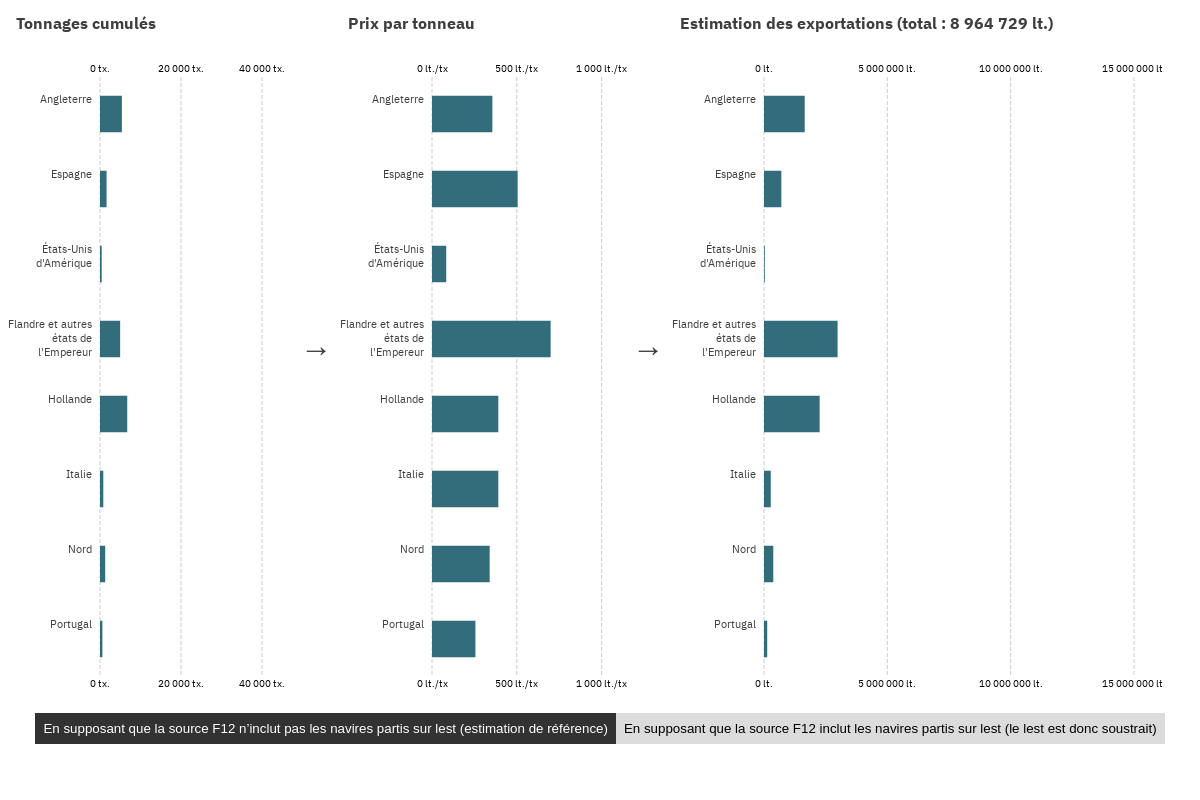 Tonnages cumulés
Prix par tonneau
Estimation des exportations (total : 8 964 729 lt.)
0 tx.
20 000 tx.
40 000 tx.
0 lt./tx
500 lt./tx
1 000 lt./tx
0 lt.
5 000 000 lt.
10 000 000 lt.
15 000 000 lt
Angleterre
Espagne
États-Unis
d'Amérique
Flandre et autres
états de
l'Empereur
Hollande
Italie
Nord
Portugal
→
Angleterre
Espagne
États-Unis
d'Amérique
Flandre et autres
états de
l'Empereur
Hollande
Italie
Nord
Portugal
→
Angleterre
Espagne
États-Unis
d'Amérique
Flandre et autres
états de
l'Empereur
Hollande
Italie
Nord
Portugal
0 tx.
20 000 tx.
40 000 tx.
0 lt./tx
500 lt./tx
1 000 lt./tx
0 lt.
5 000 000 lt.
10 000 000 lt.
15 000 000 lt
En supposant que la source F12 n’inclut pas les navires partis sur lest (estimation de référence)
En supposant que la source F12 inclut les navires partis sur lest (le lest est donc soustrait)